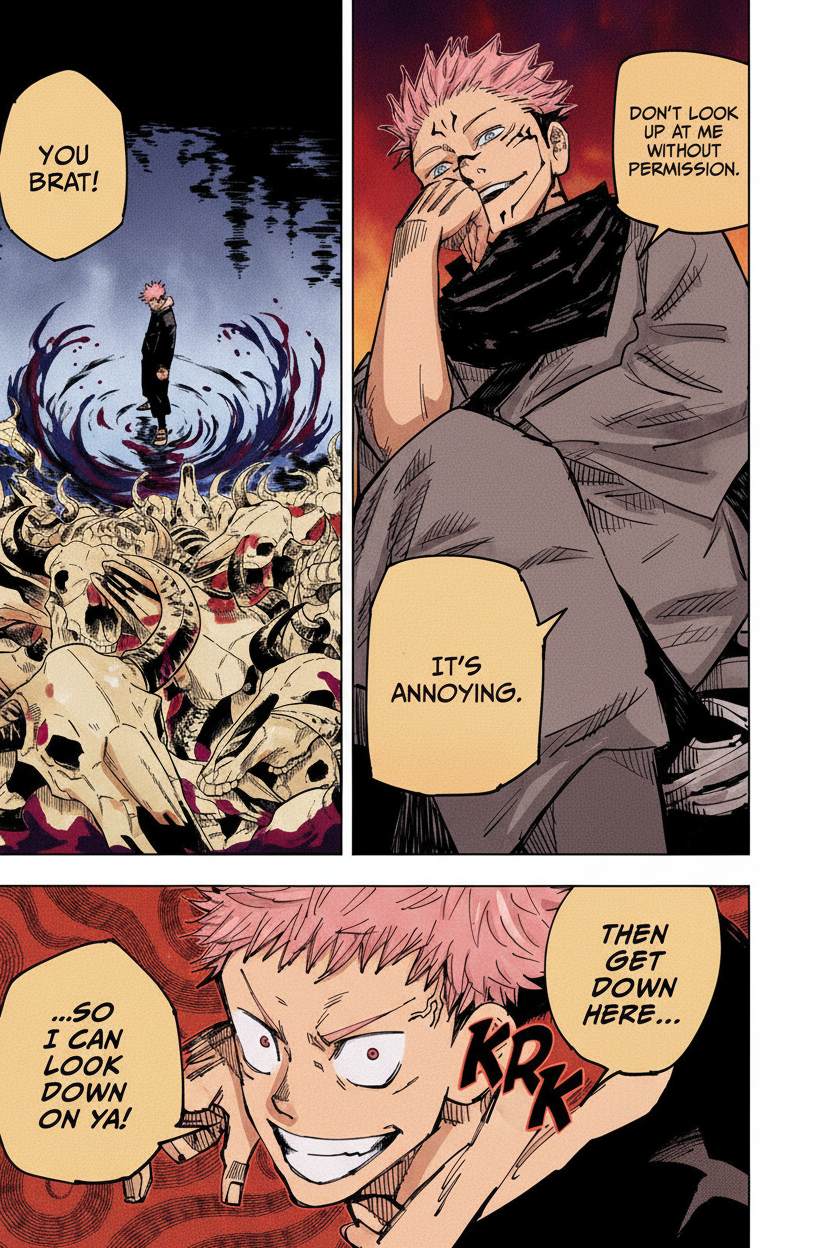 DON'T LOOK
UP AT ME
WITHOUT
PERMISSION.
IT'S
ANNOYING.
YOU
BRAT!
THEN
GET
DOWN
HERE...
KRK
...SO
I CAN
LOOK
DOWN
ON YA!